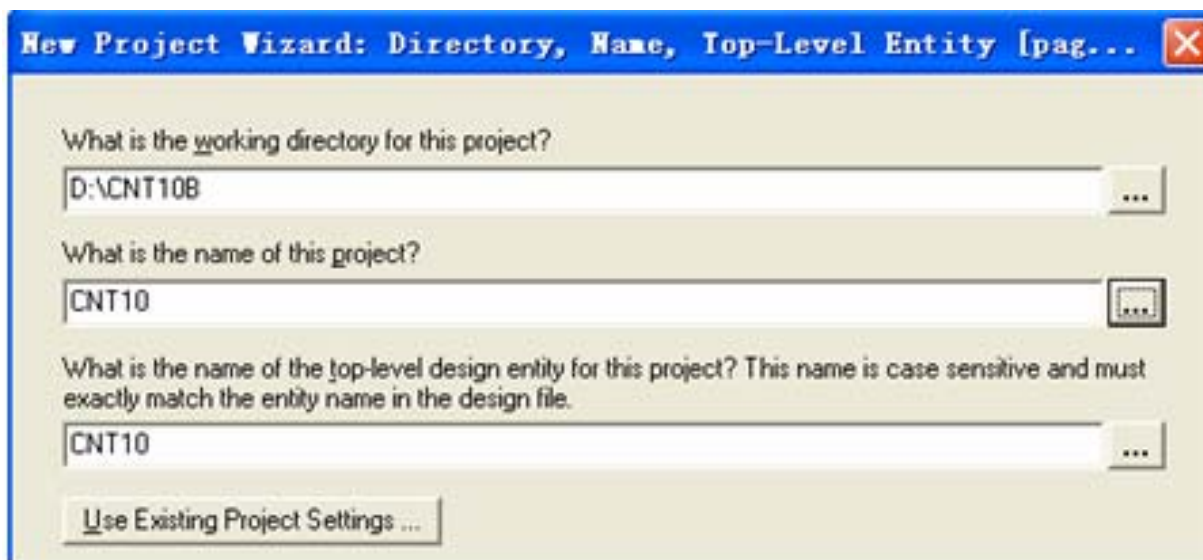 New Project Wizard: Directory, Name, Top-Level Entity [pag...
What is the working directory for this project?
D:\CNT10B
...
What is the name of this project?
CNT10
...
What is the name of the top-level design entity for this project? This name is case sensitive and must
exactly match the entity name in the design file.
CNT10
...
Use Existing Project Settings ...